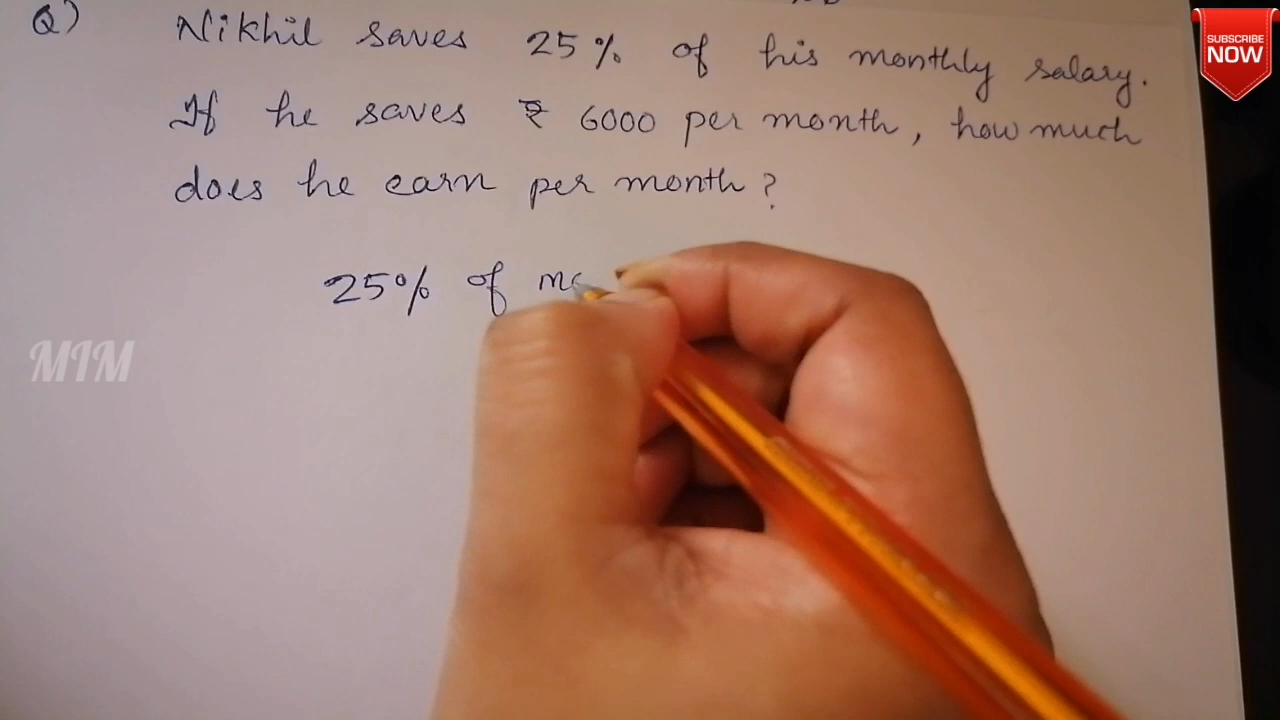 SUBSCRIBE
NOW
Q) Nikhil saves 25% of his monthly salary.
If he saves ₹ 6000 per month, how much
does he earn per month?
25% of mo
MIM